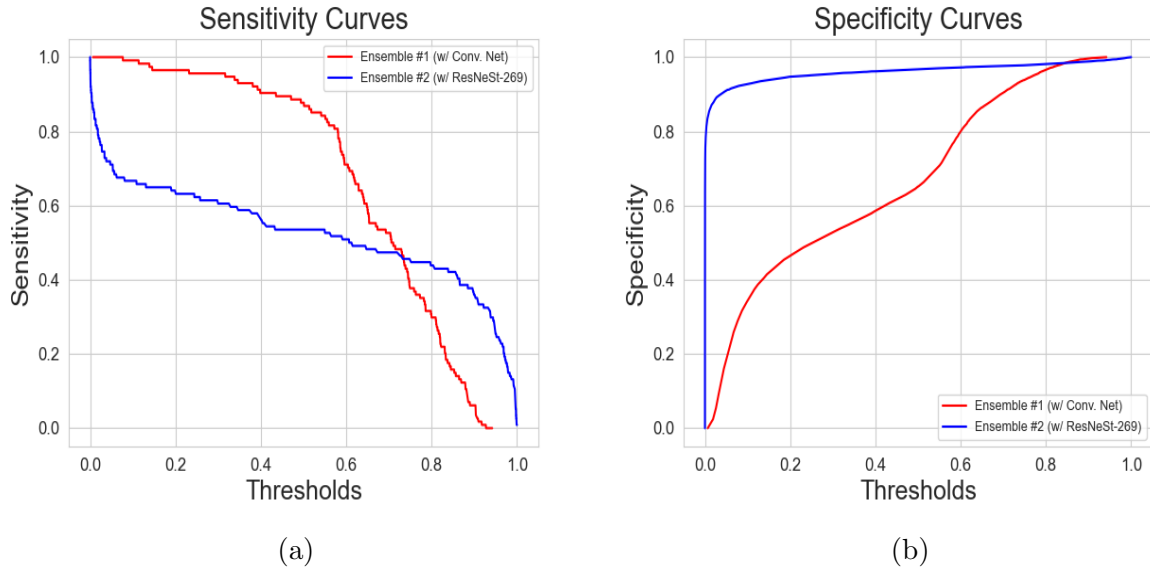 Sensitivity Curves
1.0
0.8
0.6
0.4
0.2
0.0
Sensitivity
Ensemble #1 (w/ Conv. Net)
Ensemble #2 (w/ ResNeSt-269)
0.0 0.2 0.4 0.6 0.8 1.0
Thresholds
(a)
Specificity Curves
1.0
0.8
0.6
0.4
0.2
0.0
Specificity
Ensemble #1 (w/ Conv. Net)
Ensemble #2 (w/ ResNeSt-269)
0.0 0.2 0.4 0.6 0.8 1.0
Thresholds
(b)